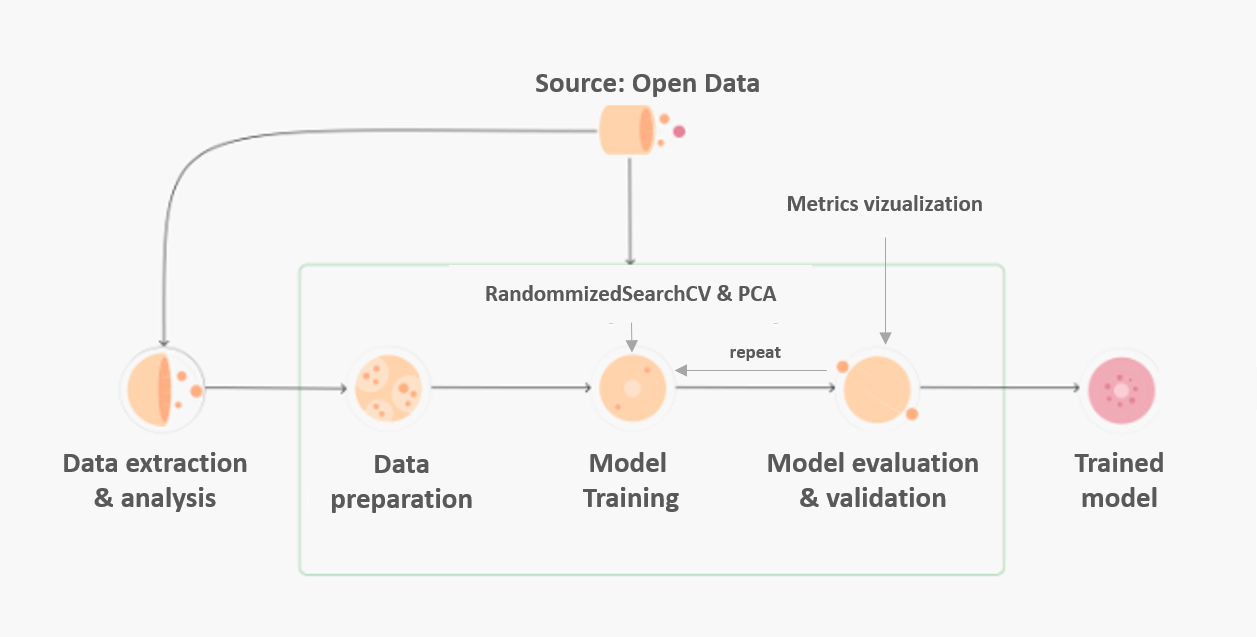 Source: Open Data
Metrics vizualization
RandommizedSearchCV & PCA
repeat
Data extraction
& analysis
Data
preparation
Model
Training
Model evaluation
& validation
Trained
model